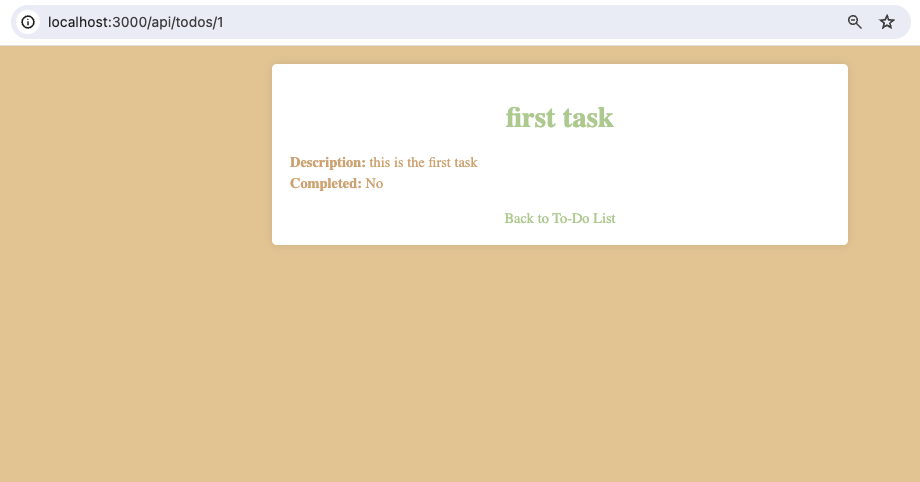 localhost:3000/api/todos/1
first task
Description: this is the first task
Completed: No
Back to To-Do List